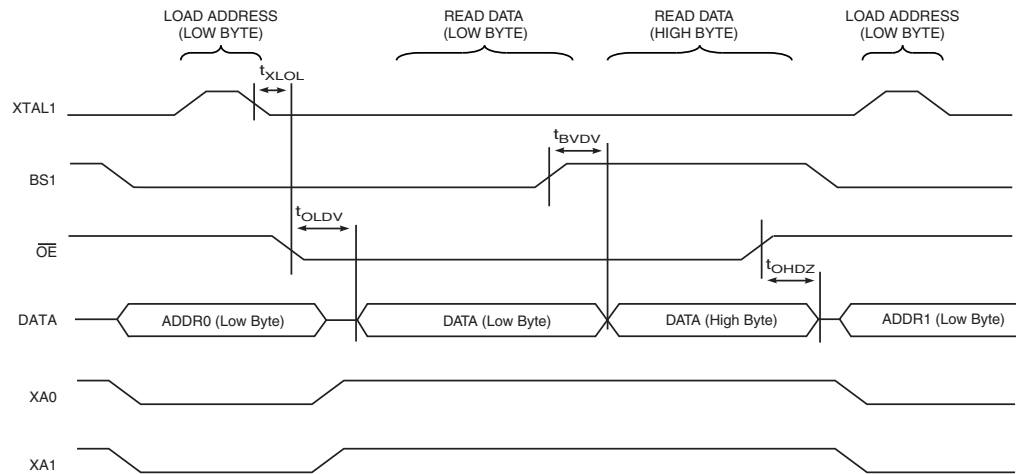 LOAD ADDRESS
(LOW BYTE)
READ DATA
(LOW BYTE)
READ DATA
(HIGH BYTE)
LOAD ADDRESS
(LOW BYTE)
tXLOL
XTAL1
tBVDV
BS1
tOLDV
OE
tOHDZ
DATA
ADDR0 (Low Byte)
DATA (Low Byte)
DATA (High Byte)
ADDR1 (Low Byte)
XA0
XA1